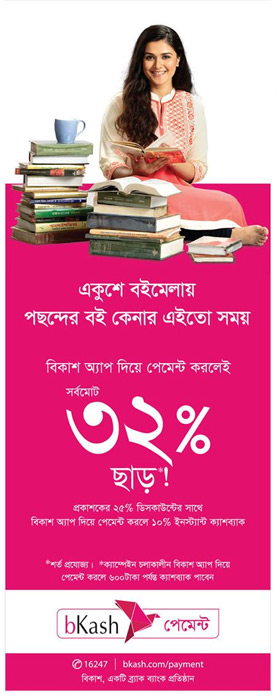 একুশে বইমেলায়
পছন্দের বই কেনার এইতো সময়
বিকাশ অ্যাপ দিয়ে পেমেন্ট করলেই
সর্বমোট
৩২%
ছাড়*!
প্রকাশকের ২৫% ডিসকাউন্টের সাথে
বিকাশ অ্যাপ দিয়ে পেমেন্ট করলে ১০% ইনস্ট্যান্ট ক্যাশব্যাক
*শর্ত প্রযোজ্য। *ক্যাম্পেইন চলাকালীন বিকাশ অ্যাপ দিয়ে
পেমেন্ট করলে ৬০০টাকা পর্যন্ত ক্যাশব্যাক পাবেন
bKash পেমেন্ট
16247 | bkash.com/payment
বিকাশ, একটি ব্র্যাক ব্যাংক প্রতিষ্ঠান